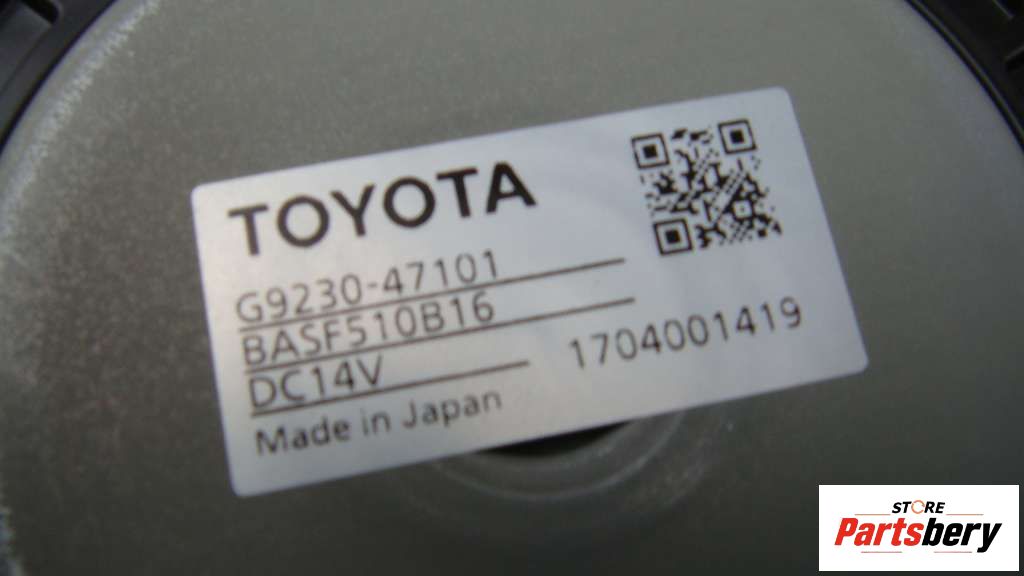 TOYOTA
G9230-47101
BASF510B16
DC14V
1704001419
Made in Japan
STORE
Partsbery